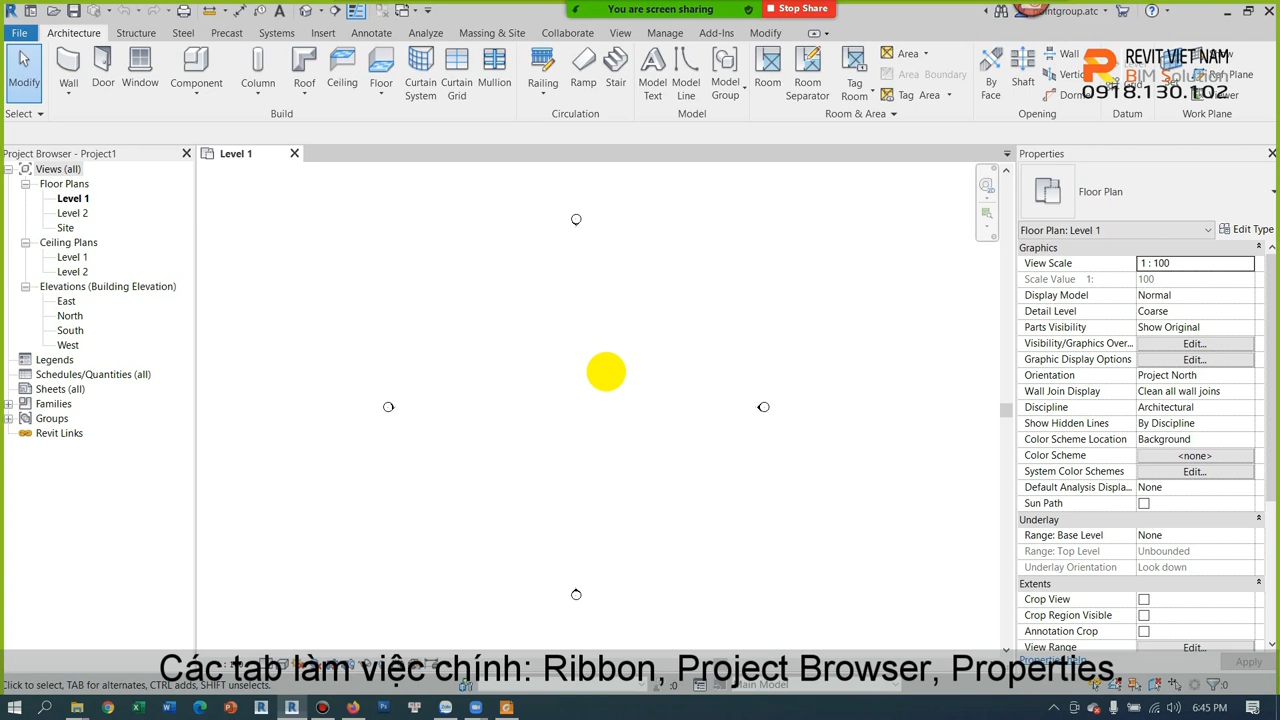 You are screen sharing
Stop Share
File Architecture Structure Steel Precast Systems Insert Annotate Analyze Massing & Site Collaborate View Manage Add-Ins Modify
Modify
Wall
Door
Window
Component
Column
Roof
Ceiling
Floor
Curtain System
Curtain Grid
Mullion
Railing
Ramp
Stair
Model Text
Model Line
Model Group
Room
Room Separator
Tag Room
Area
Area Boundary
Tag Area
By Face
Shaft
Wall
REVIT VIET NAM
BIM Solution
0918.130.102
Select
Build
Circulation
Model
Room & Area
Opening
Datum
Work Plane
Project Browser - Project1
Views (all)
Floor Plans
Level 1
Level 2
Site
Ceiling Plans
Level 1
Level 2
Elevations (Building Elevation)
East
North
South
West
Legends
Schedules/Quantities (all)
Sheets (all)
Families
Groups
Revit Links
Level 1
Properties
Floor Plan
Floor Plan: Level 1 Edit Type
Graphics
View Scale 1 : 100
Scale Value 1: 100
Display Model Normal
Detail Level Coarse
Parts Visibility Show Original
Visibility/Graphics Over... Edit...
Graphic Display Options Edit...
Orientation Project North
Wall Join Display Clean all wall joins
Discipline Architectural
Show Hidden Lines By Discipline
Color Scheme Location Background
Color Scheme <none>
System Color Schemes Edit...
Default Analysis Displa... None
Sun Path
Underlay
Range: Base Level None
Range: Top Level Unbounded
Underlay Orientation Look down
Extents
Crop View
Crop Region Visible
Annotation Crop
View Range Edit...
Properties help
Apply
Các tab làm việc chính: Ribbon, Project Browser, Properties.
Click to select, TAB for alternates, CTRL adds, SHIFT unselects.
:0
Main Model
:0
6:45 PM